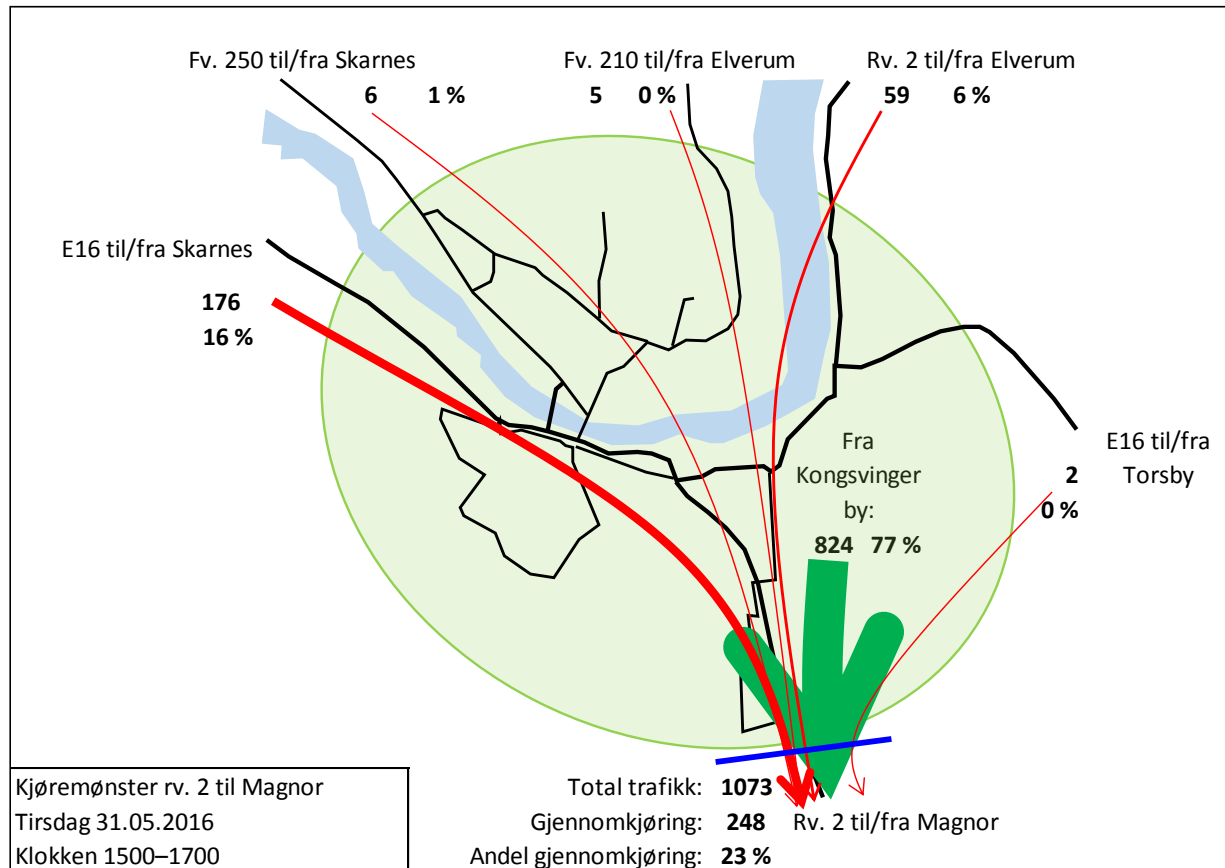 Fv. 250 til/fra Skarnes
6 1 %
Fv. 210 til/fra Elverum
5 0 %
Rv. 2 til/fra Elverum
59 6 %
E16 til/fra Skarnes
176
16 %
E16 til/fra
Torsby
2
0 %
Fra
Kongsvinger
by:
824 77 %
Kjøremønster rv. 2 til Magnor
Tirsdag 31.05.2016
Klokken 1500–1700
Total trafikk: 1073
Gjennomkjøring: 248
Andel gjennomkjøring: 23 %
Rv. 2 til/fra Magnor